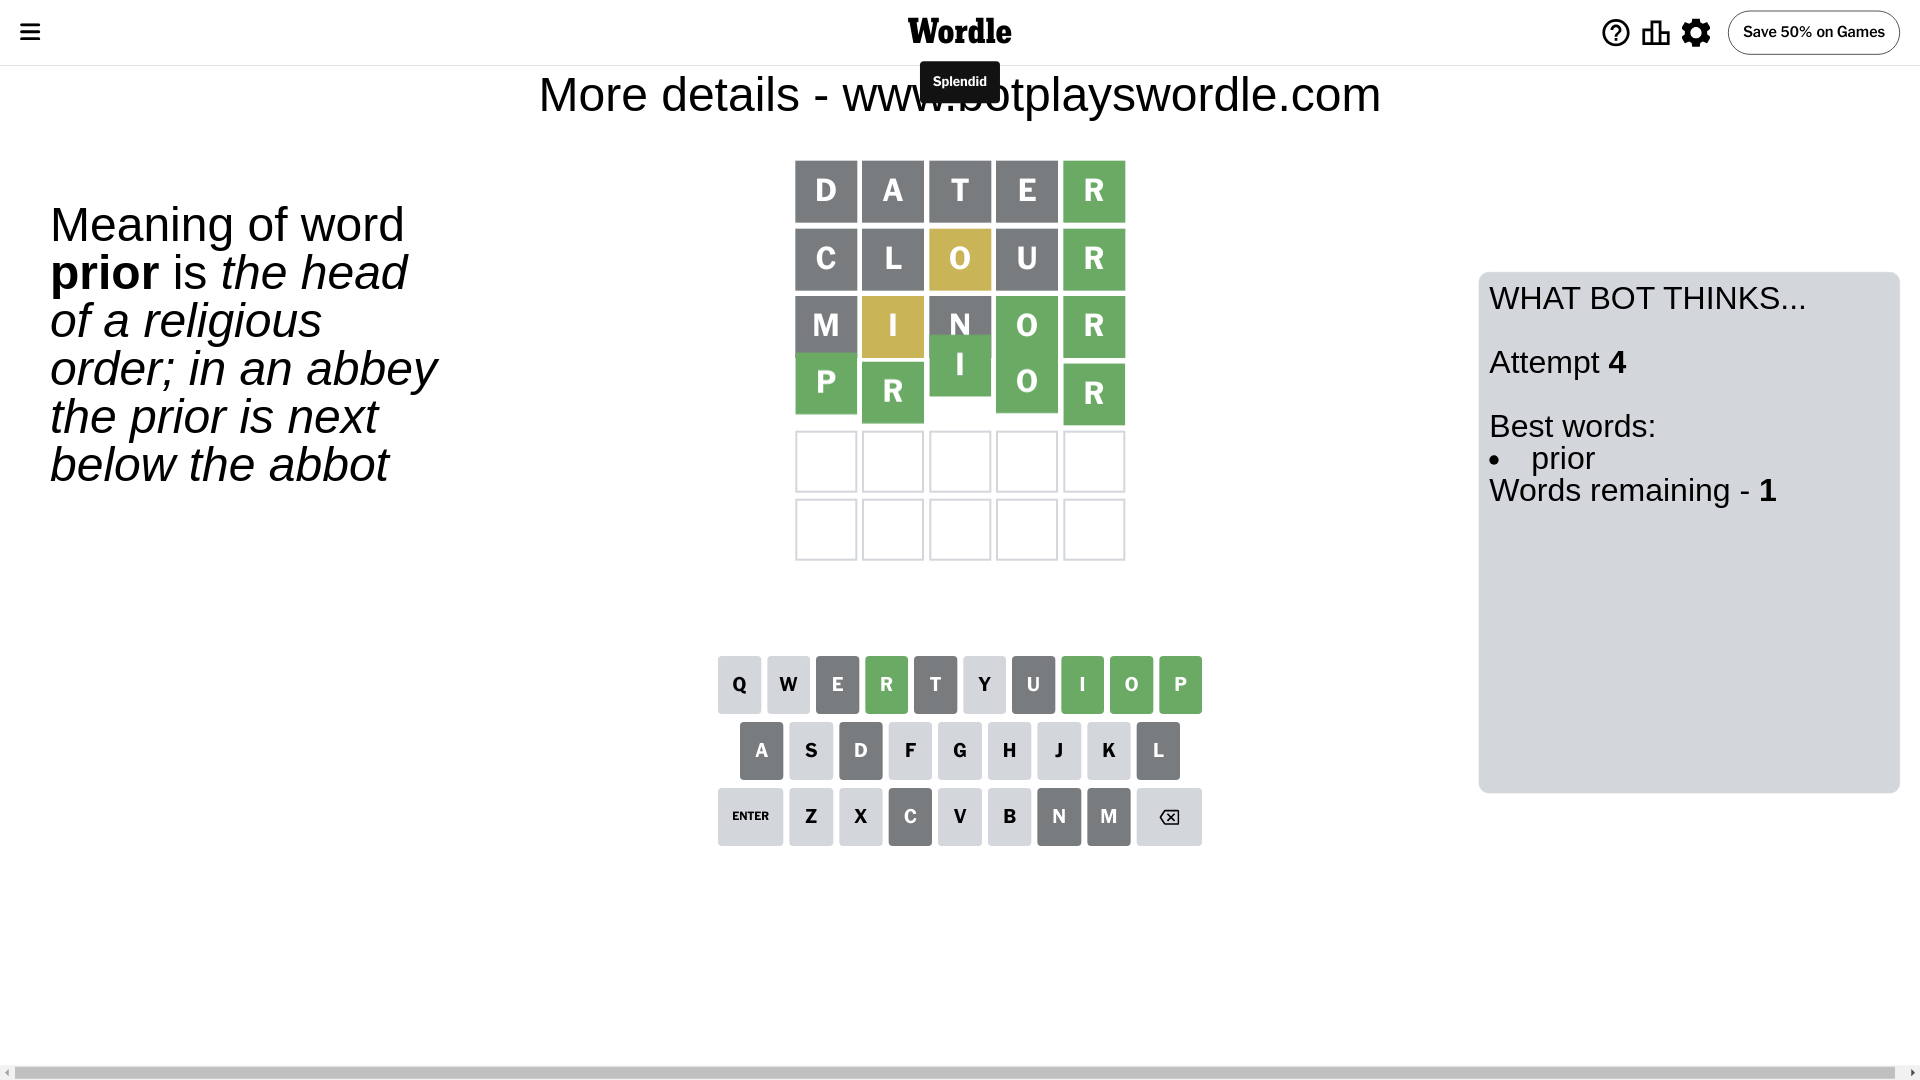 Wordle
Save 50% on Games
Splendid
More details - www.botplayswordle.com
Meaning of word
prior is the head
of a religious
order; in an abbey
the prior is next
below the abbot
D A T E R
C L O U R
M I N O R
P R I O R
WHAT BOT THINKS...
Attempt 4
Best words:
• prior
Words remaining - 1
Q W E R T Y U I O P
A S D F G H J K L
ENTER Z X C V B N M